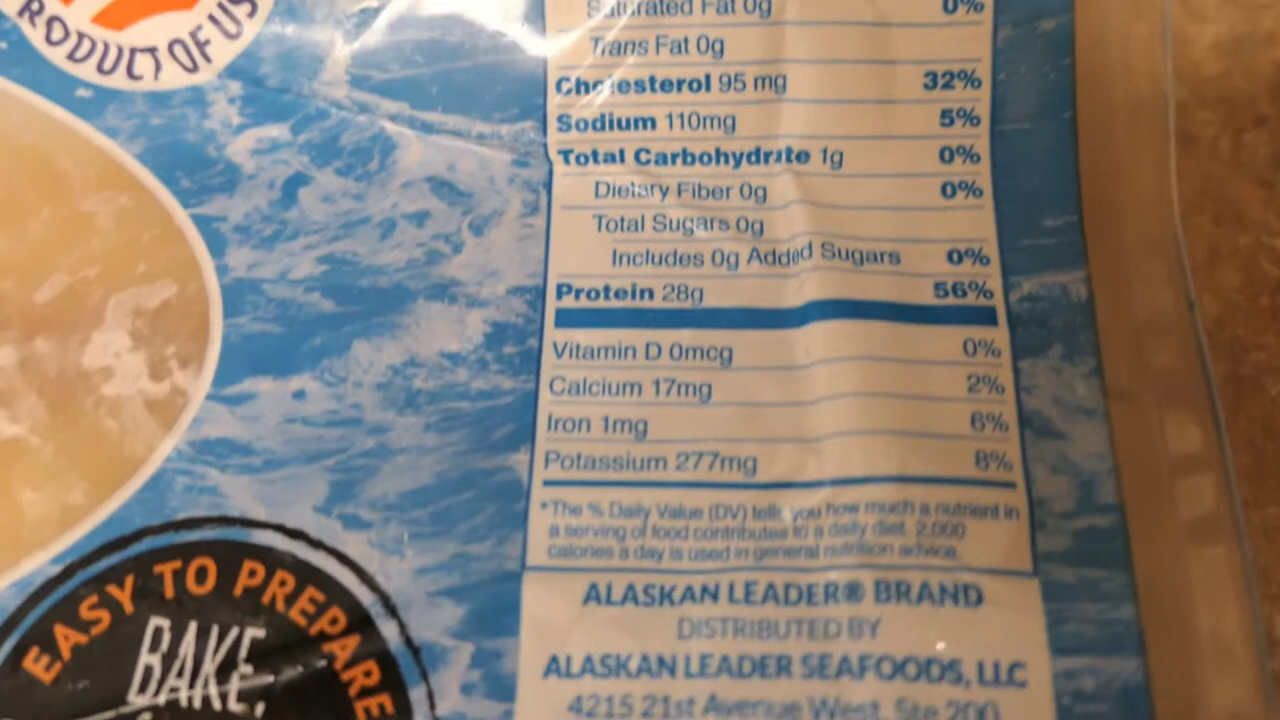 PRODUCT OF US
Saturated Fat 0g 0%
Trans Fat 0g
Cholesterol 95 mg 32%
Sodium 110mg 5%
Total Carbohydrate 1g 0%
Dietary Fiber 0g 0%
Total Sugars 0g
Includes 0g Added Sugars 0%
Protein 28g 56%
Vitamin D 0mcg 0%
Calcium 17mg 2%
Iron 1mg 6%
Potassium 277mg 8%
*The % Daily Value (DV) tells you how much a nutrient in
a serving of food contributes to a daily diet. 2,000
calories a day is used in general nutrition advice.
ALASKAN LEADER® BRAND
DISTRIBUTED BY
ALASKAN LEADER SEAFOODS, LLC
4215 21st Avenue West, Ste 200
EASY TO PREPARE
BAKE,